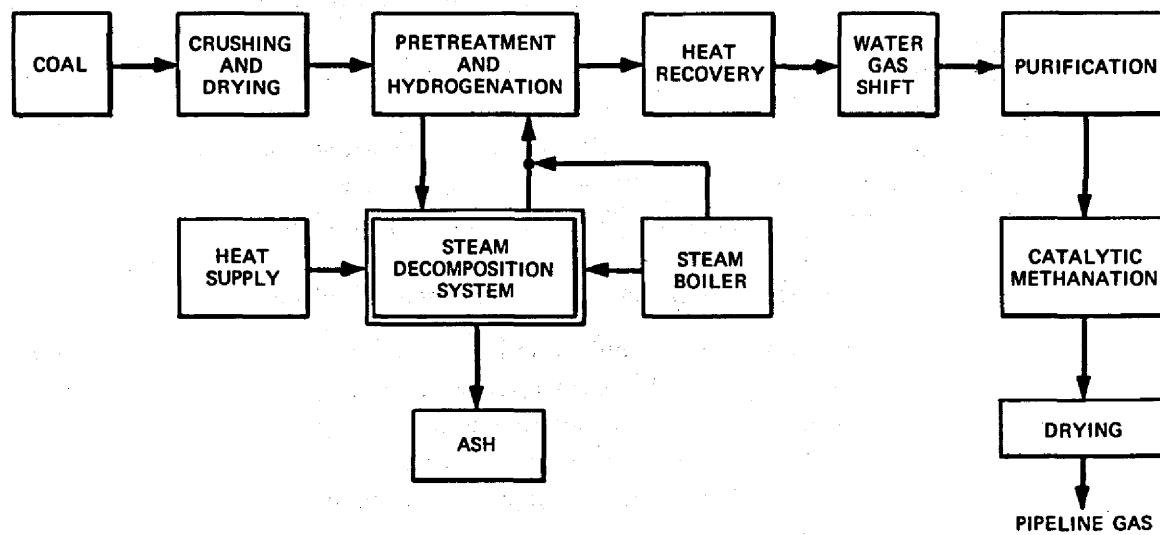 COAL
CRUSHING
AND
DRYING
PRETREATMENT
AND
HYDROGENATION
HEAT
RECOVERY
WATER
GAS
SHIFT
PURIFICATION
HEAT
SUPPLY
STEAM
DECOMPOSITION
SYSTEM
STEAM
BOILER
CATALYTIC
METHANATION
ASH
DRYING
PIPELINE GAS